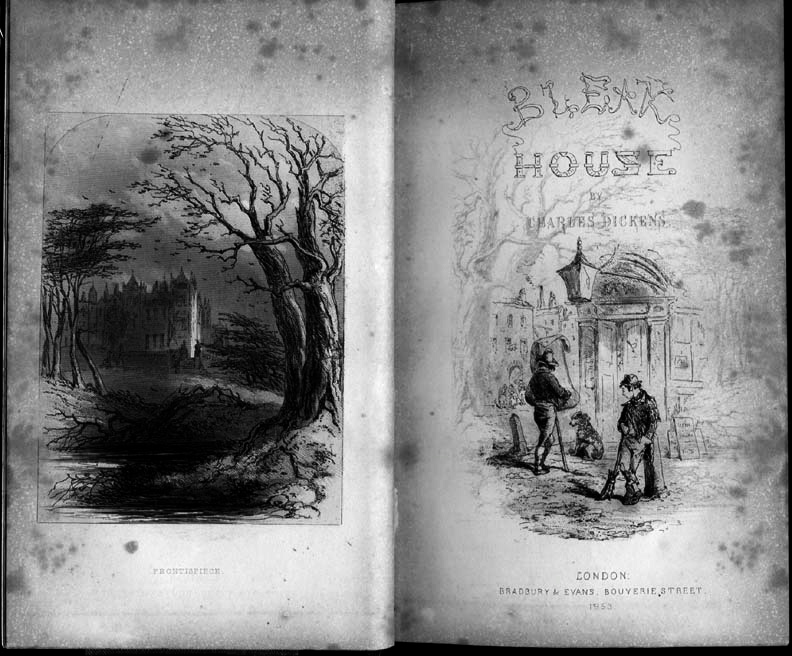 FRONTISPIECE.
BLEAK
HOUSE
BY
CHARLES DICKENS.
LONDON:
BRADBURY & EVANS, BOUVERIE STREET.
1853